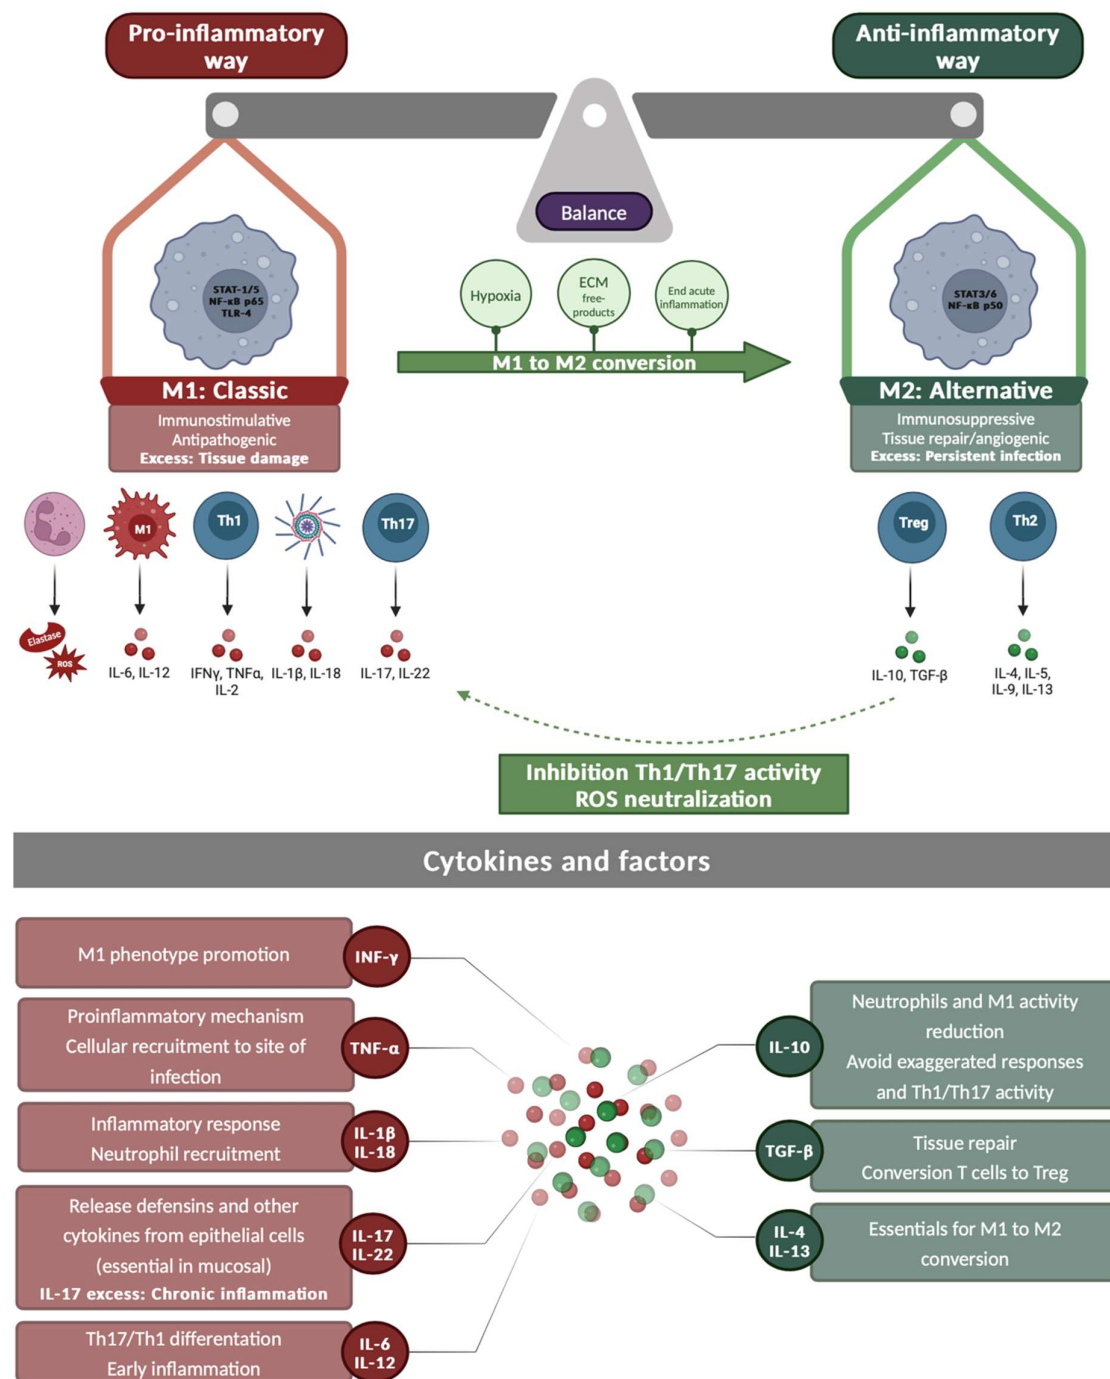 Pro-inflammatory
way
Anti-inflammatory
way
Balance
Hypoxia
ECM
free-
products
End acute
inflammation
M1 to M2 conversion
STAT-1/5
NF-κB p65
TLR-4
STAT3/6
NF-κB p50
M1: Classic
Immunostimulative
Antipathogenic
Excess: Tissue damage
M2: Alternative
Immunosuppressive
Tissue repair/angiogenic
Excess: Persistent infection
M1
Th1
Th17
Treg
Th2
Elastase
ROS
IL-6, IL-12
IFNγ, TNFα,
IL-2
IL-1β, IL-18
IL-17, IL-22
IL-10, TGF-β
IL-4, IL-5,
IL-9, IL-13
Inhibition Th1/Th17 activity
ROS neutralization
Cytokines and factors
M1 phenotype promotion
INF-γ
Proinflammatory mechanism
Cellular recruitment to site of
infection
TNF-α
Inflammatory response
Neutrophil recruitment
IL-1β
IL-18
Release defensins and other
cytokines from epithelial cells
(essential in mucosal)
IL-17 excess: Chronic inflammation
IL-17
IL-22
Th17/Th1 differentation
Early inflammation
IL-6
IL-12
IL-10
Neutrophils and M1 activity
reduction
Avoid exaggerated responses
and Th1/Th17 activity
TGF-β
Tissue repair
Conversion T cells to Treg
IL-4
IL-13
Essentials for M1 to M2
conversion